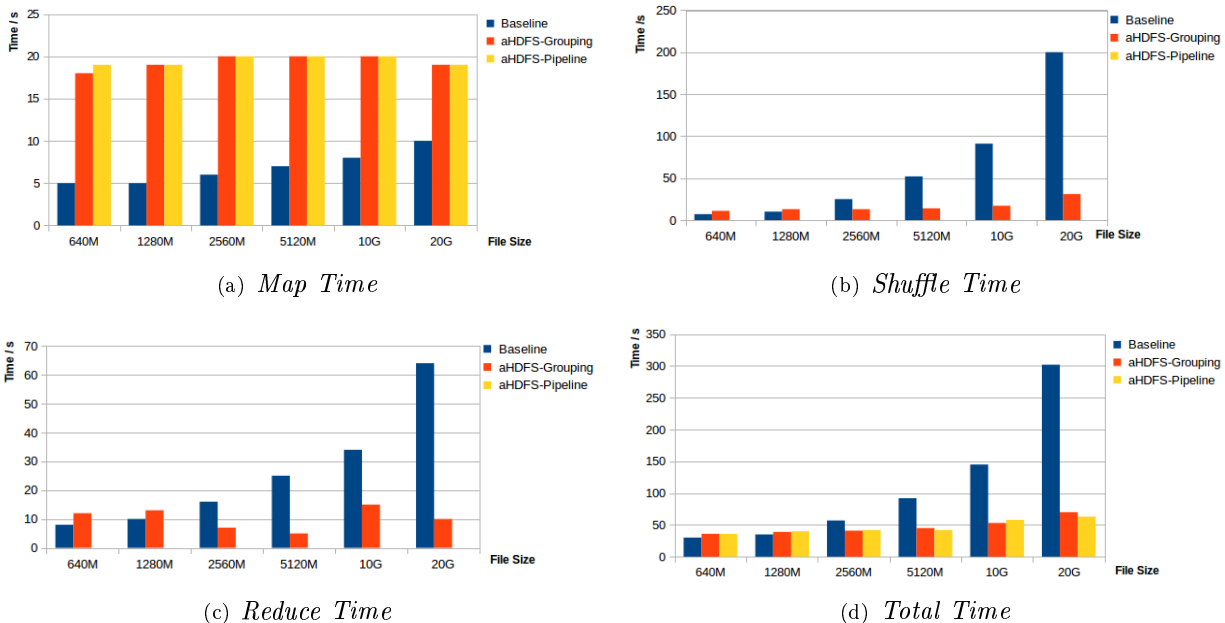 Time / s
25
20
15
10
5
0
640M 1280M 2560M 5120M 10G 20G File Size
Baseline
aHDFS-Grouping
aHDFS-Pipeline
(a) Map Time
Time /s
250
200
150
100
50
0
640M 1280M 2560M 5120M 10G 20G File Size
Baseline
aHDFS-Grouping
aHDFS-Pipeline
(b) Shuffle Time
Time / s
70
60
50
40
30
20
10
0
640M 1280M 2560M 5120M 10G 20G File Size
Baseline
aHDFS-Grouping
aHDFS-Pipeline
(c) Reduce Time
Time / s
350
300
250
200
150
100
50
0
640M 1280M 2560M 5120M 10G 20G File Size
Baseline
aHDFS-Grouping
aHDFS-Pipeline
(d) Total Time